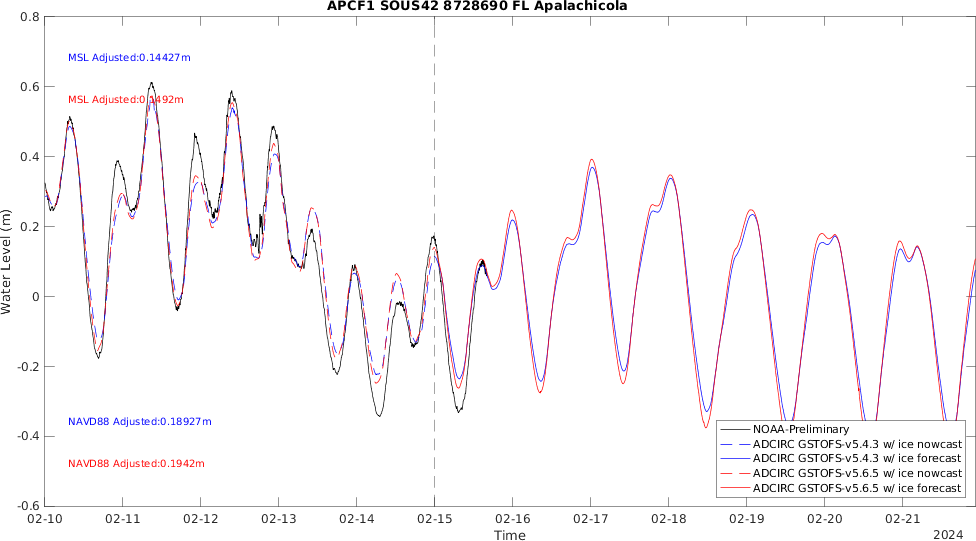 APCF1 SOUS42 8728690 FL Apalachicola
0.8
0.6
0.4
0.2
0
-0.2
-0.4
-0.6
Water Level (m)
MSL Adjusted:0.14427m
MSL Adjusted:0.1492m
NAVD88 Adjusted:0.18927m
NAVD88 Adjusted:0.1942m
NOAA-Preliminary
ADCIRC GSTOFS-v5.4.3 w/ ice nowcast
ADCIRC GSTOFS-v5.4.3 w/ ice forecast
ADCIRC GSTOFS-v5.6.5 w/ ice nowcast
ADCIRC GSTOFS-v5.6.5 w/ ice forecast
02-10 02-11 02-12 02-13 02-14 02-15 02-16 02-17 02-18 02-19 02-20 02-21
Time
2024